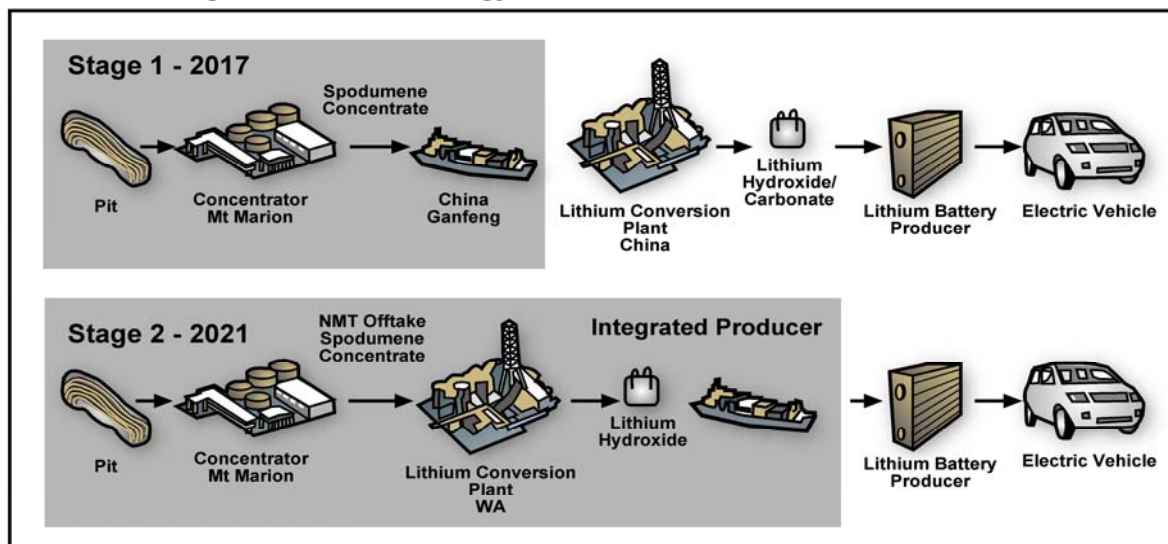 Stage 1 - 2017
Spodumene
Concentrate
Pit
Concentrator
Mt Marion
China
Ganfeng
Lithium Conversion
Plant
China
Lithium
Hydroxide/
Carbonate
Lithium Battery
Producer
Electric Vehicle
Stage 2 - 2021
NMT Offtake
Spodumene
Concentrate
Integrated Producer
Pit
Concentrator
Mt Marion
Lithium Conversion
Plant
WA
Lithium
Hydroxide
Lithium Battery
Producer
Electric Vehicle